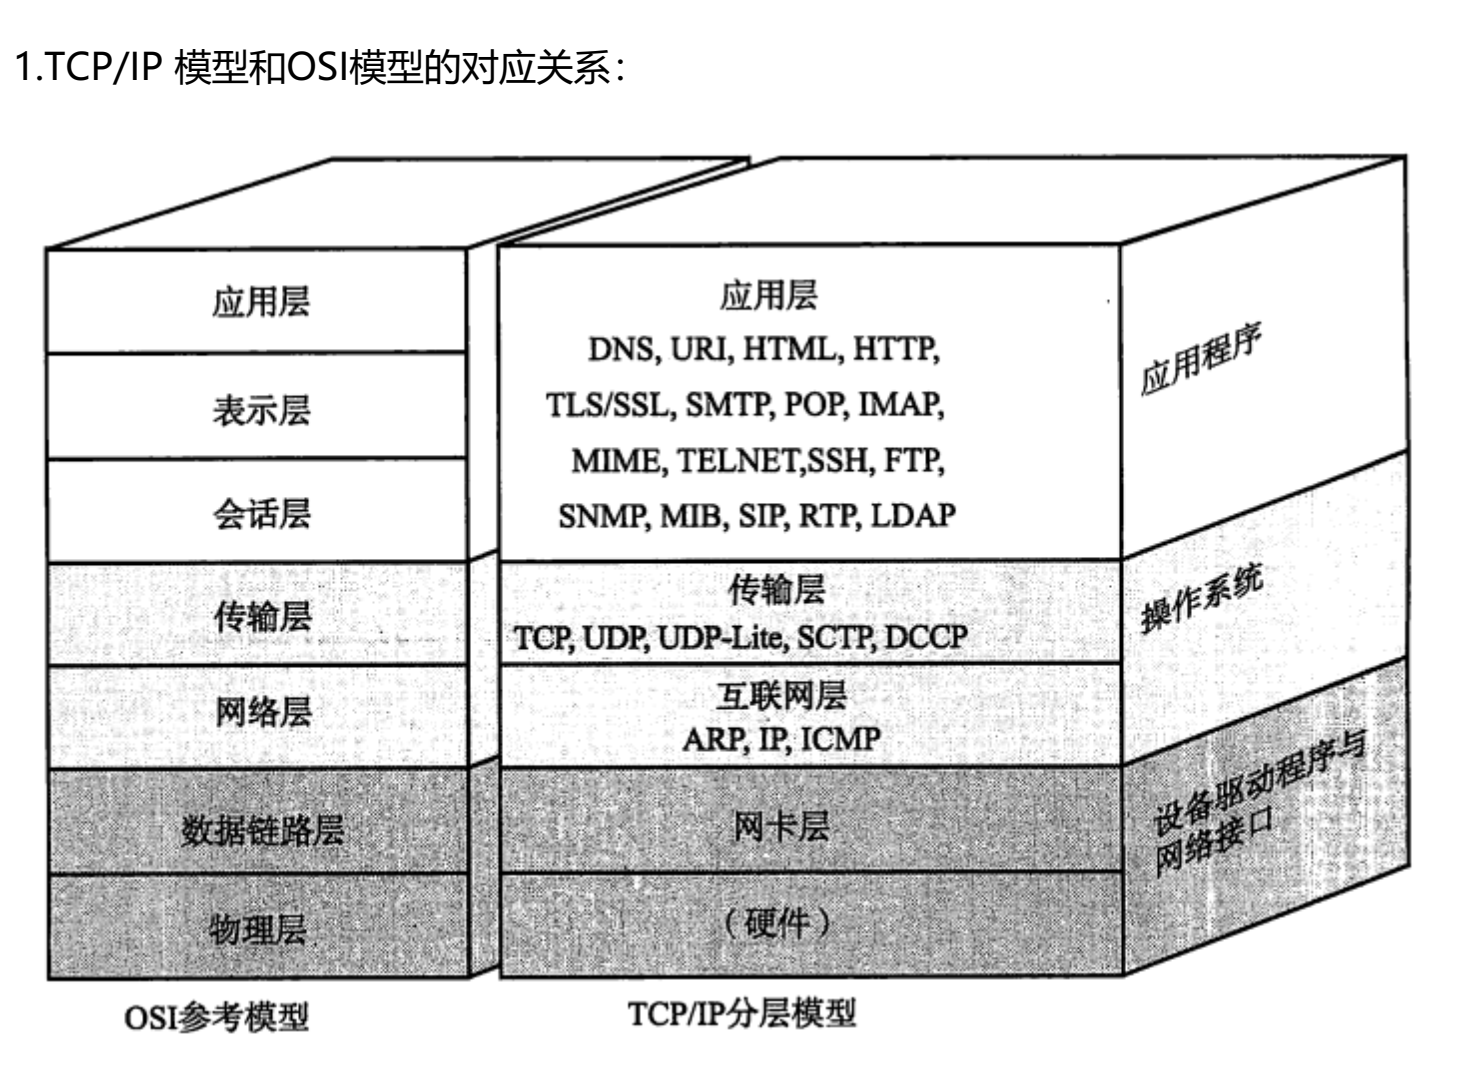 1.TCP/IP 模型和OSI模型的对应关系：
应用层
表示层
会话层
传输层
网络层
数据链路层
物理层
OSI参考模型
应用层
DNS, URI, HTML, HTTP,
TLS/SSL, SMTP, POP, IMAP,
MIME, TELNET,SSH, FTP,
SNMP, MIB, SIP, RTP, LDAP
传输层
TCP, UDP, UDP-Lite, SCTP, DCCP
互联网层
ARP, IP, ICMP
网卡层
（硬件）
TCP/IP分层模型
应用程序
操作系统
设备驱动程序与
网络接口